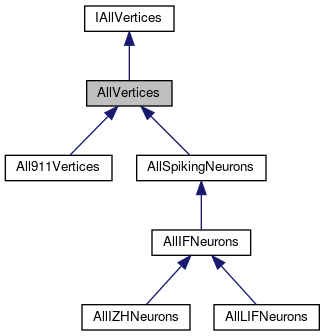 IAllVertices
AllVertices
All911Vertices
AllSpikingNeurons
AllIFNeurons
AllIZHNeurons
AllLIFNeurons